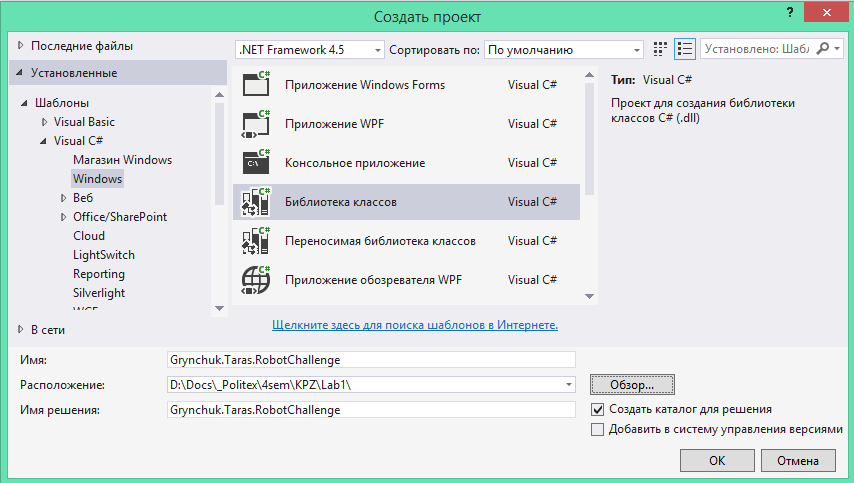 Создать проект
? ×
Последние файлы
Установленные
Шаблоны
Visual Basic
Visual C#
Магазин Windows
Windows
Веб
Office/SharePoint
Cloud
LightSwitch
Reporting
Silverlight
WCF
В сети
.NET Framework 4.5
Сортировать по: По умолчанию
Установлено: Шабл
C# Приложение Windows Forms Visual C#
C# Приложение WPF Visual C#
C# C:\ Консольное приложение Visual C#
C# Библиотека классов Visual C#
C# Переносимая библиотека классов Visual C#
C# Приложение обозревателя WPF Visual C#
Щелкните здесь для поиска шаблонов в Интернете.
Тип: Visual C#
Проект для создания библиотеки
классов C# (.dll)
Имя: Grynchuk.Taras.RobotChallenge
Расположение: D:\Docs\_Politex\4sem\KPZ\Lab1\
Обзор...
Имя решения: Grynchuk.Taras.RobotChallenge
Создать каталог для решения
Добавить в систему управления версиями
OK Отмена